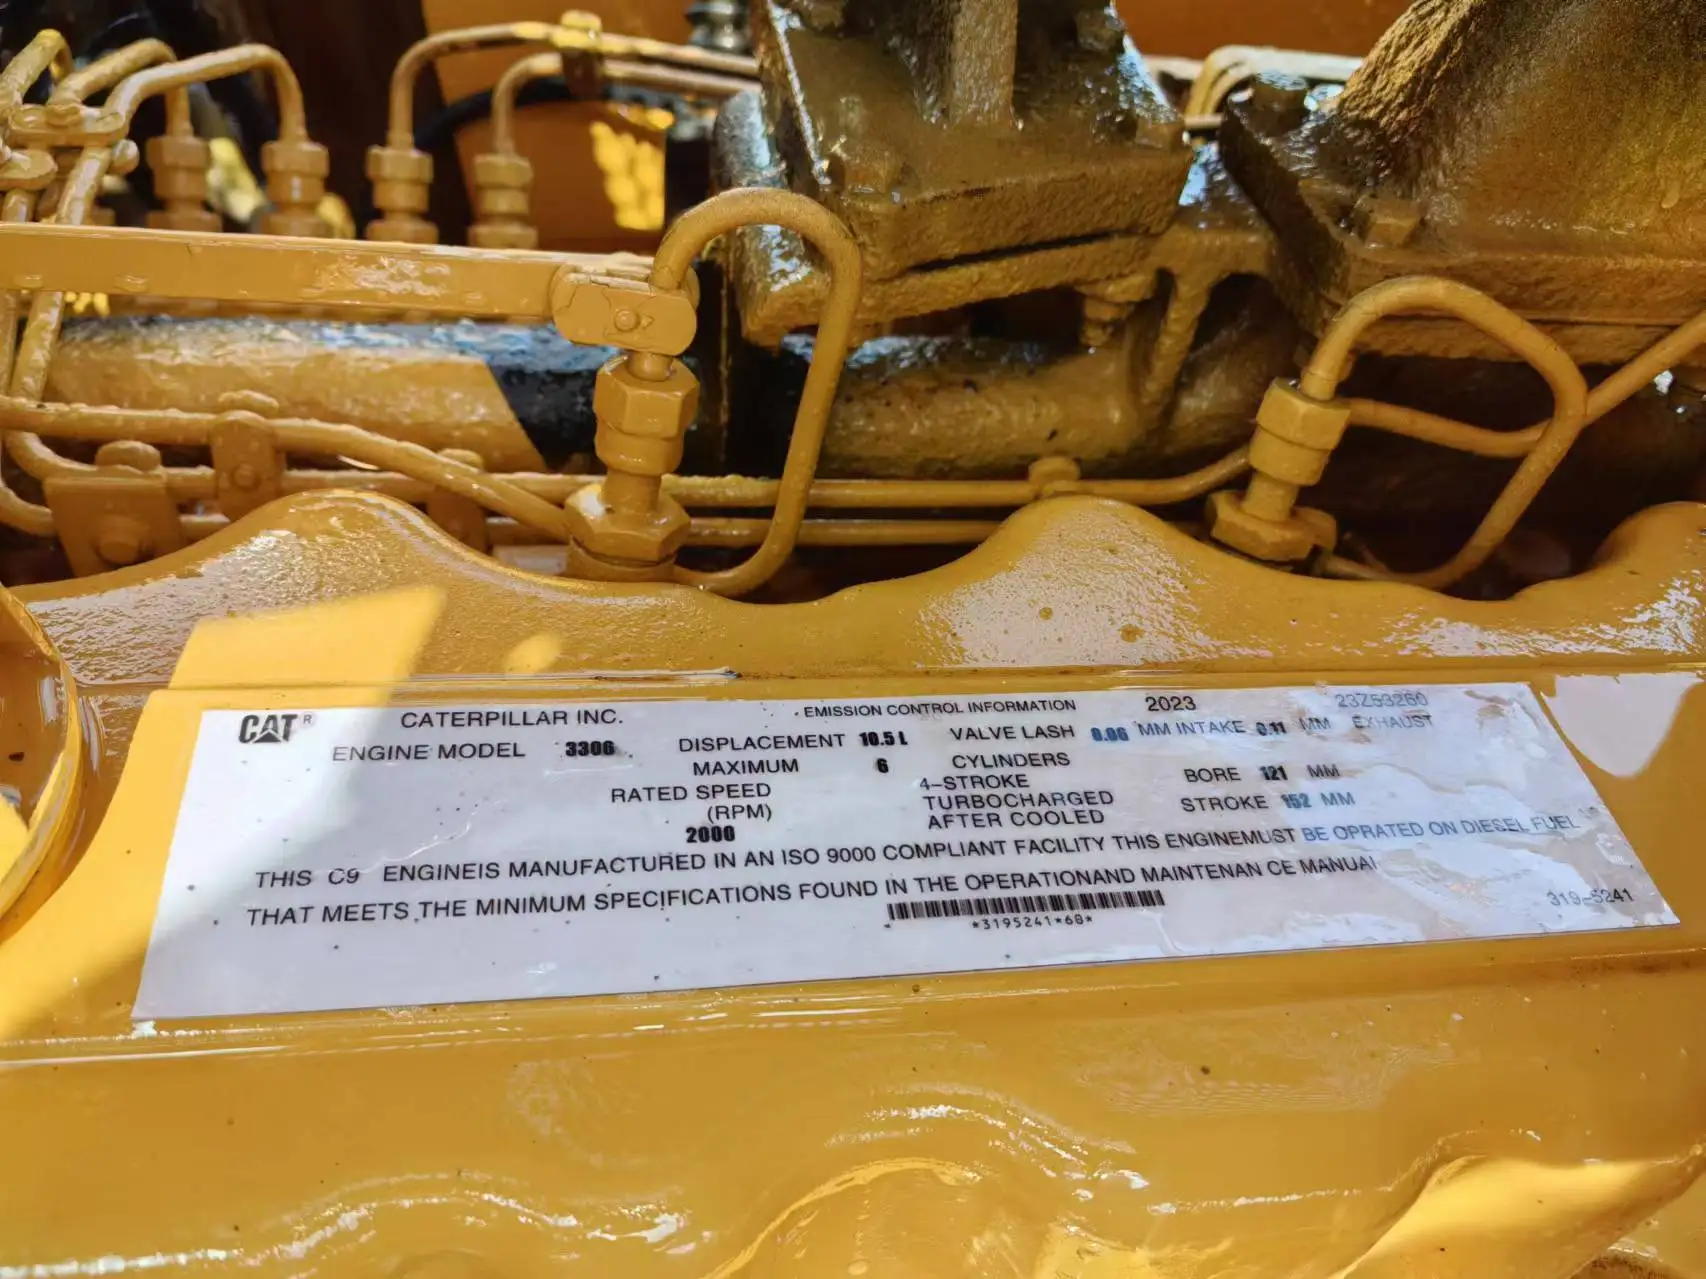 CAT ® CATERPILLAR INC. EMISSION CONTROL INFORMATION 2023 23Z53260
ENGINE MODEL 3306 DISPLACEMENT 10.5 L VALVE LASH 0.06 MM INTAKE 0.11 MM EXHAUST
MAXIMUM 6 CYLINDERS
RATED SPEED 4-STROKE BORE 121 MM
(RPM) TURBOCHARGED STROKE 152 MM
2000 AFTER COOLED
THIS C9 ENGINEIS MANUFACTURED IN AN ISO 9000 COMPLIANT FACILITY THIS ENGINEMUST BE OPRATED ON DIESEL FUEL
THAT MEETS THE MINIMUM SPECIFICATIONS FOUND IN THE OPERATIONAND MAINTENAN CE MANUAL
319-5241
*3195241*68*